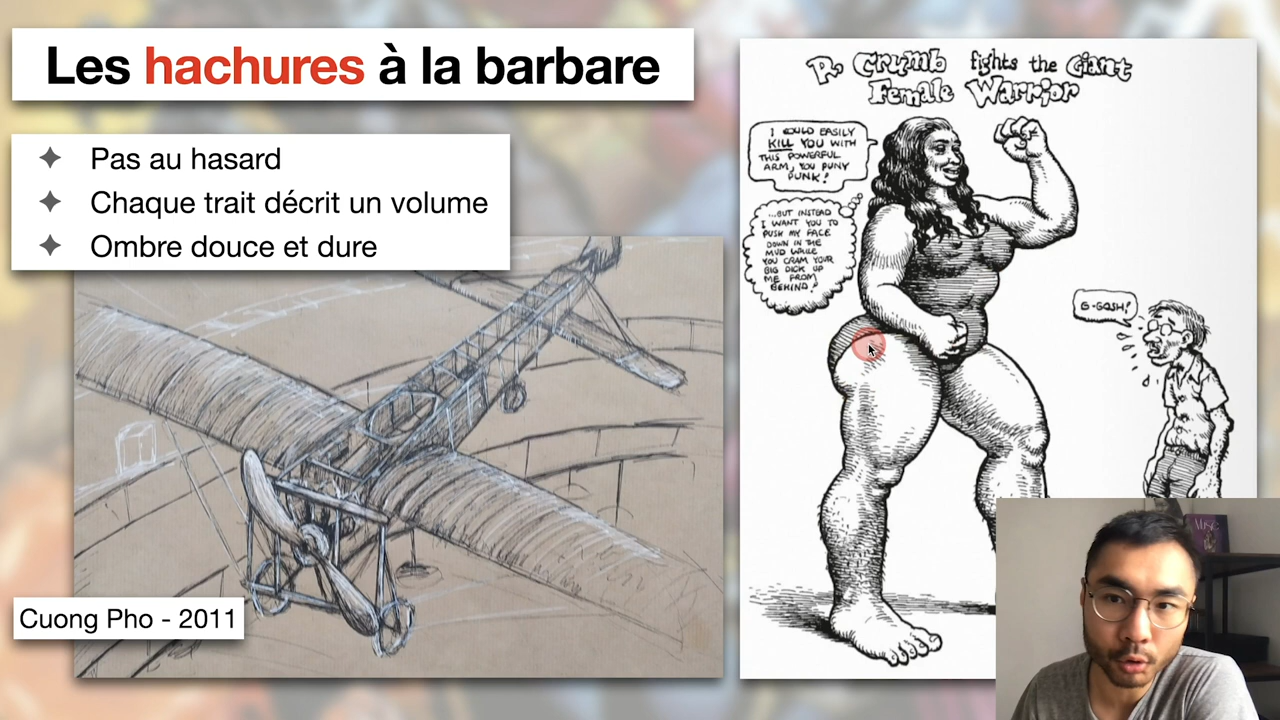 Les hachures à la barbare
Pas au hasard
Chaque trait décrit un volume
Ombre douce et dure
Cuong Pho - 2011
R. Crumb fights the Giant
Female Warrior
I COULD EASILY
KILL YOU WITH
THIS POWERFUL
ARM, YOU PUNY
PUNK!
...BUT INSTEAD
I WANT YOU TO
PUSH MY FACE
DOWN IN THE
MUD WHILE
YOU CRAM YOUR
BIG DICK UP
ME FROM
BEHIND!
G-GOSH!